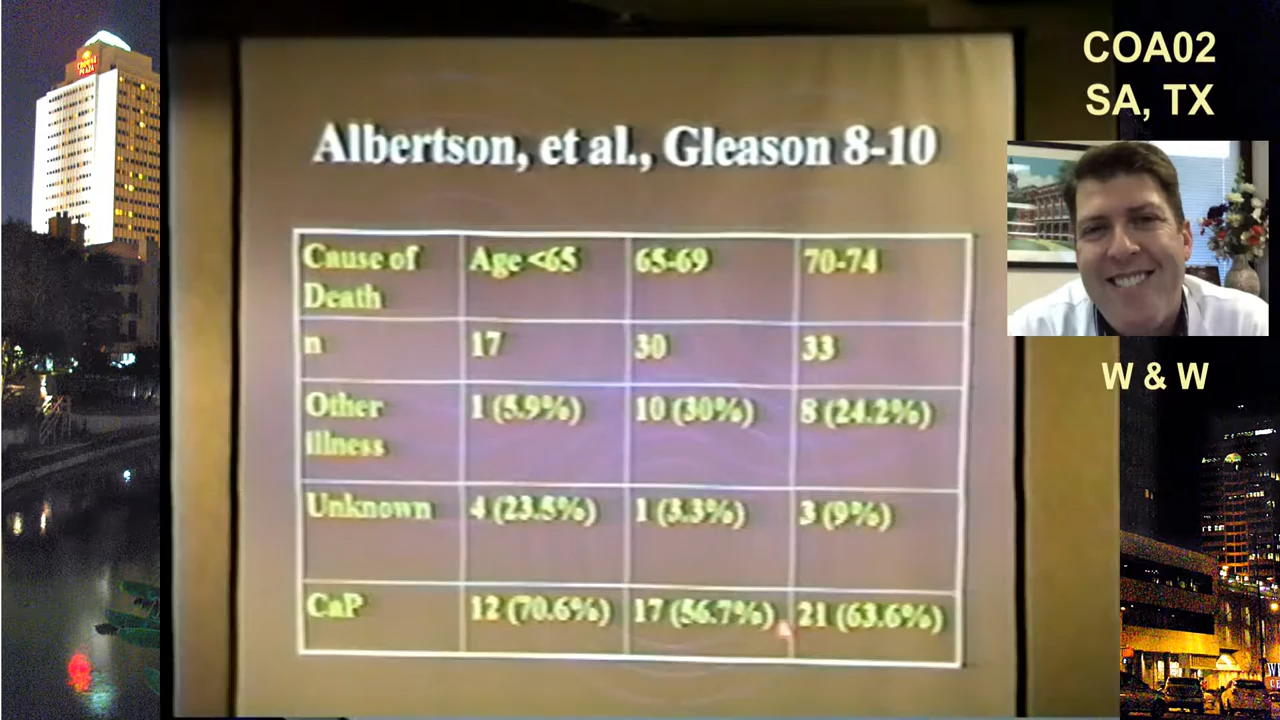 COA02
SA, TX
W & W
Albertson, et al., Gleason 8-10
Cause of Death Age <65 65-69 70-74
n 17 30 33
Other illness 1 (5.9%) 10 (30%) 8 (24.2%)
Unknown 4 (23.5%) 1 (3.3%) 3 (9%)
CaP 12 (70.6%) 17 (56.7%) 21 (63.6%)